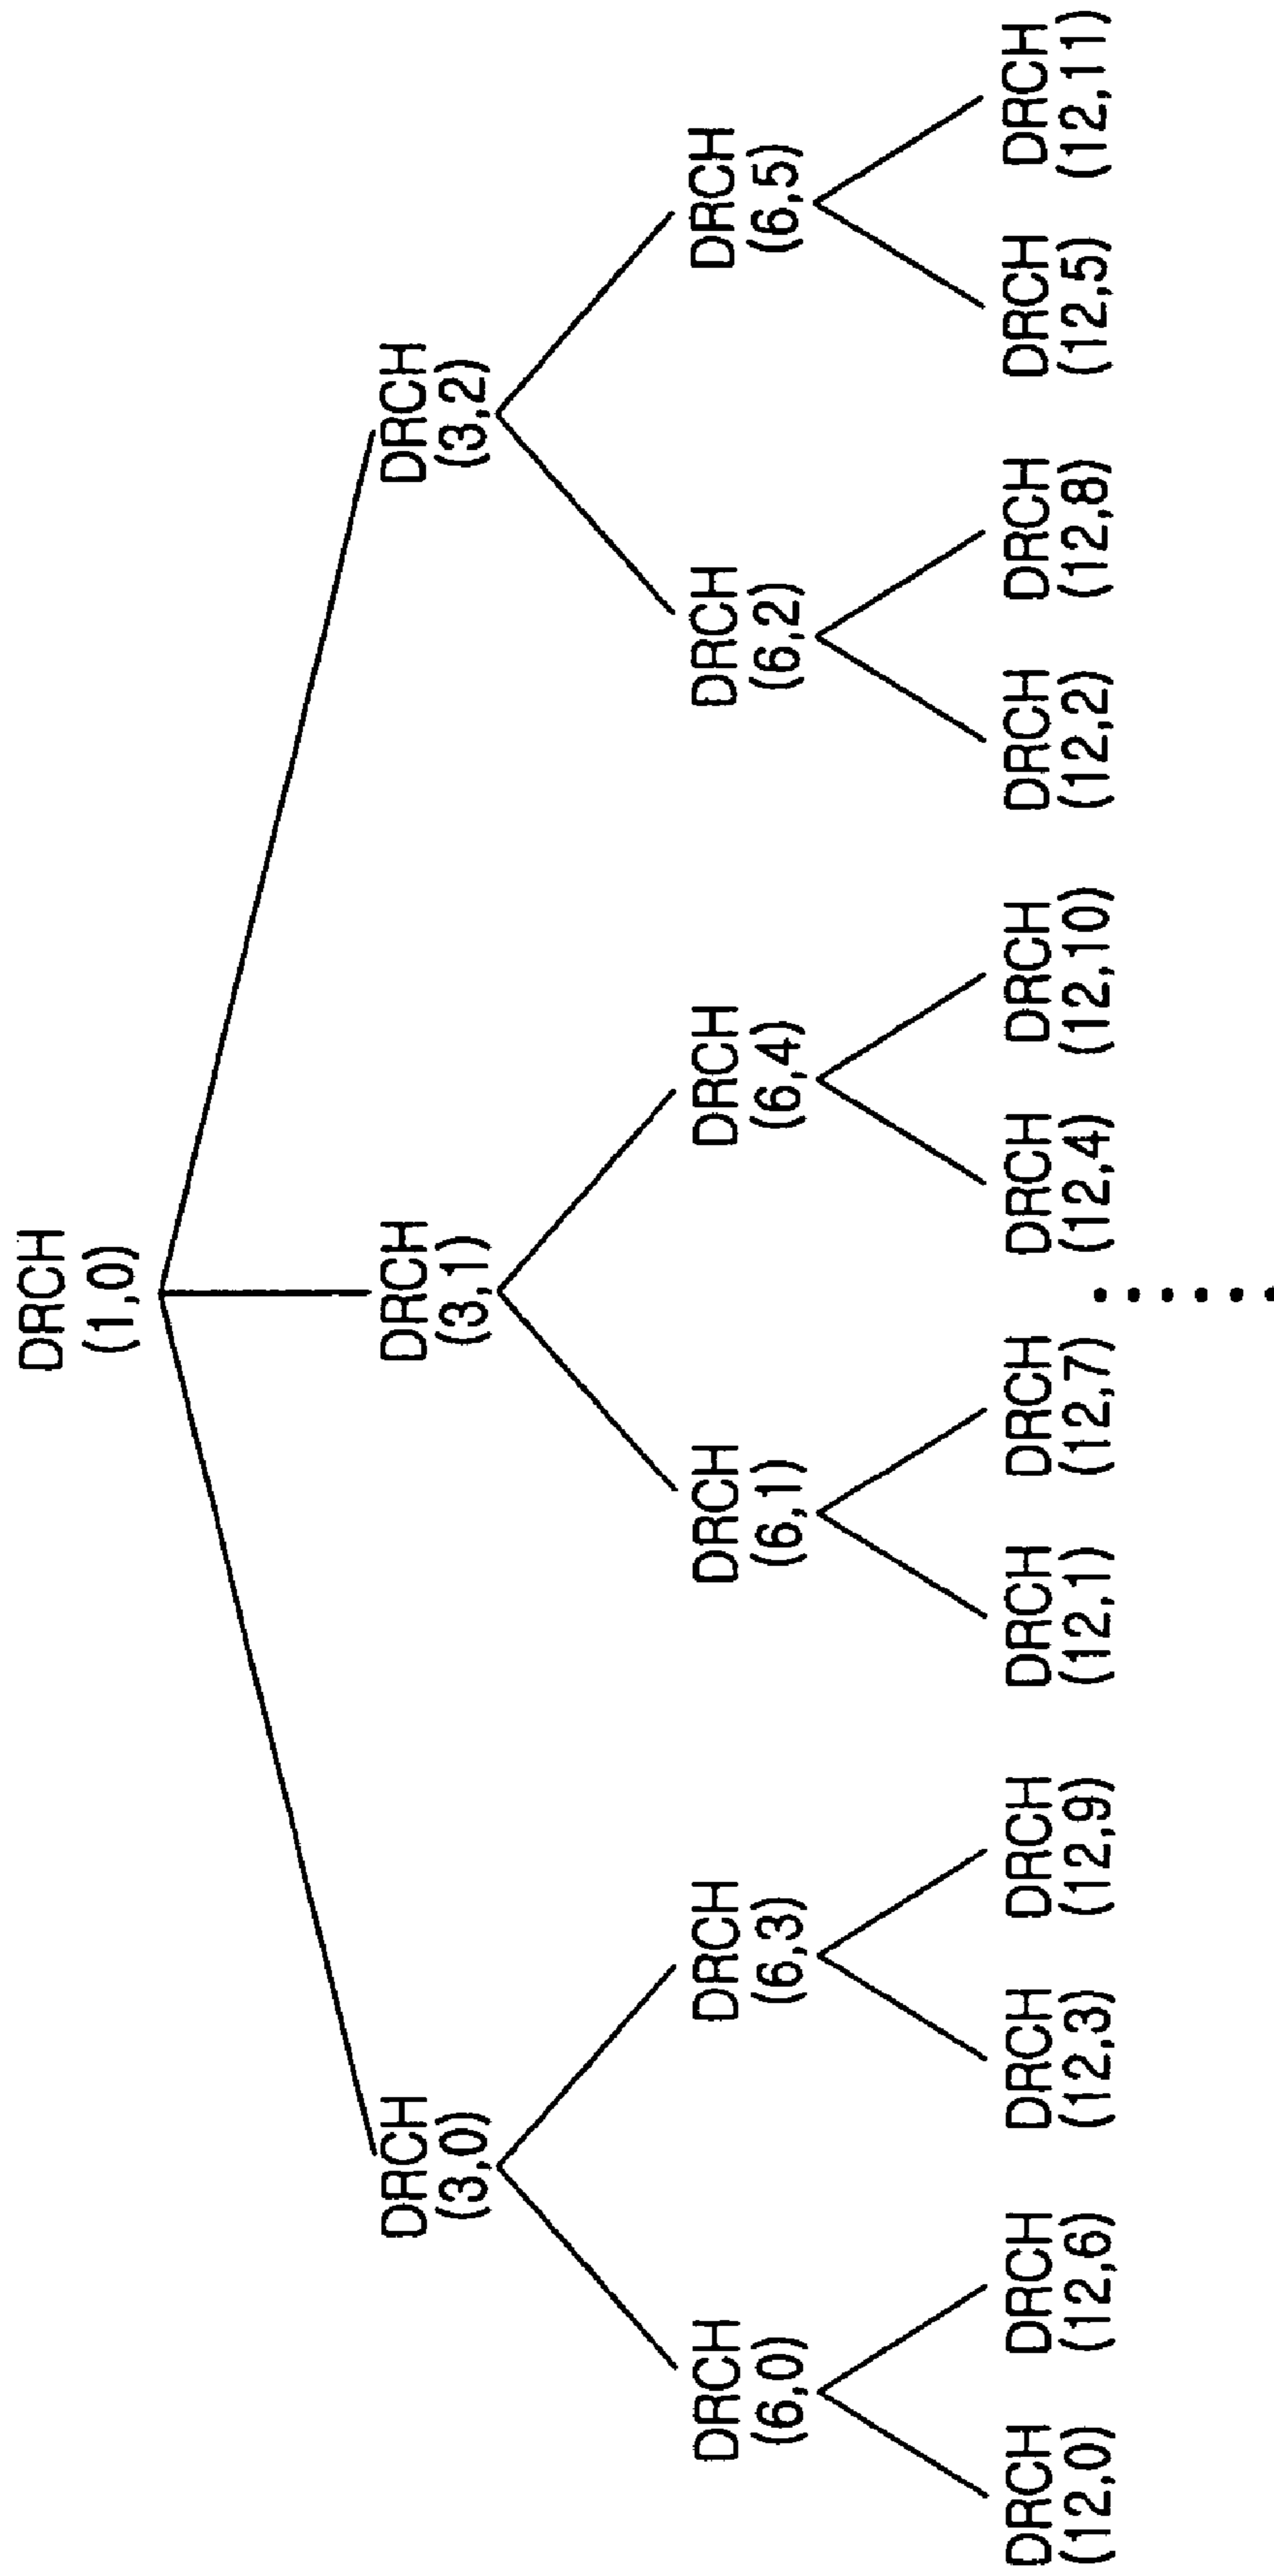 DRCH
(1,0)
DRCH
(3,0)
DRCH
(3,1)
DRCH
(3,2)
DRCH
(6,0)
DRCH
(6,3)
DRCH
(6,1)
DRCH
(6,4)
DRCH
(6,2)
DRCH
(6,5)
DRCH
(12,0)
DRCH
(12,6)
DRCH
(12,3)
DRCH
(12,9)
DRCH
(12,1)
DRCH
(12,7)
DRCH
(12,4)
DRCH
(12,10)
DRCH
(12,2)
DRCH
(12,8)
DRCH
(12,5)
DRCH
(12,11)